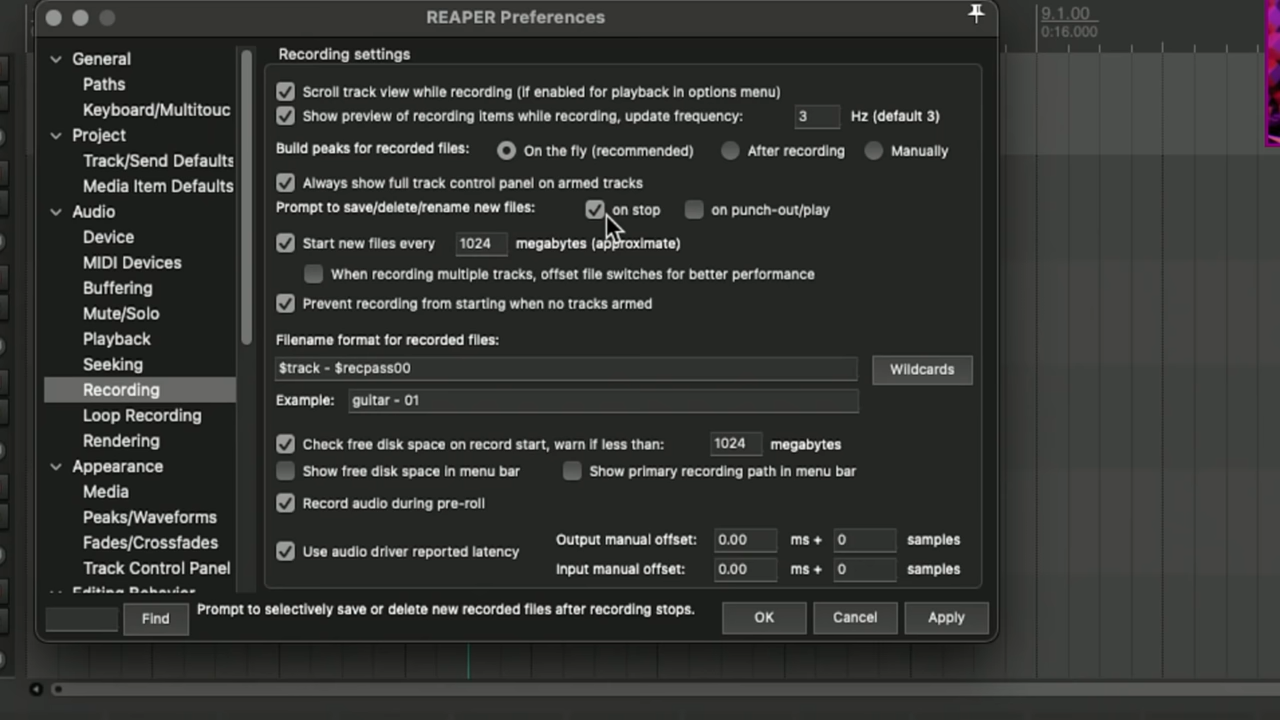 REAPER Preferences
9.1.00
0:16.000
General
Paths
Keyboard/Multitouc
Project
Track/Send Defaults
Media Item Defaults
Audio
Device
MIDI Devices
Buffering
Mute/Solo
Playback
Seeking
Recording
Loop Recording
Rendering
Appearance
Media
Peaks/Waveforms
Fades/Crossfades
Track Control Panel
Editing Behavior
Find
Recording settings
Scroll track view while recording (if enabled for playback in options menu)
Show preview of recording items while recording, update frequency: 3 Hz (default 3)
Build peaks for recorded files: On the fly (recommended) After recording Manually
Always show full track control panel on armed tracks
Prompt to save/delete/rename new files: on stop on punch-out/play
Start new files every 1024 megabytes (approximate)
When recording multiple tracks, offset file switches for better performance
Prevent recording from starting when no tracks armed
Filename format for recorded files:
$track - $recpass00 Wildcards
Example: guitar - 01
Check free disk space on record start, warn if less than: 1024 megabytes
Show free disk space in menu bar Show primary recording path in menu bar
Record audio during pre-roll
Use audio driver reported latency
Output manual offset: 0.00 ms + 0 samples
Input manual offset: 0.00 ms + 0 samples
Prompt to selectively save or delete new recorded files after recording stops.
OK Cancel Apply